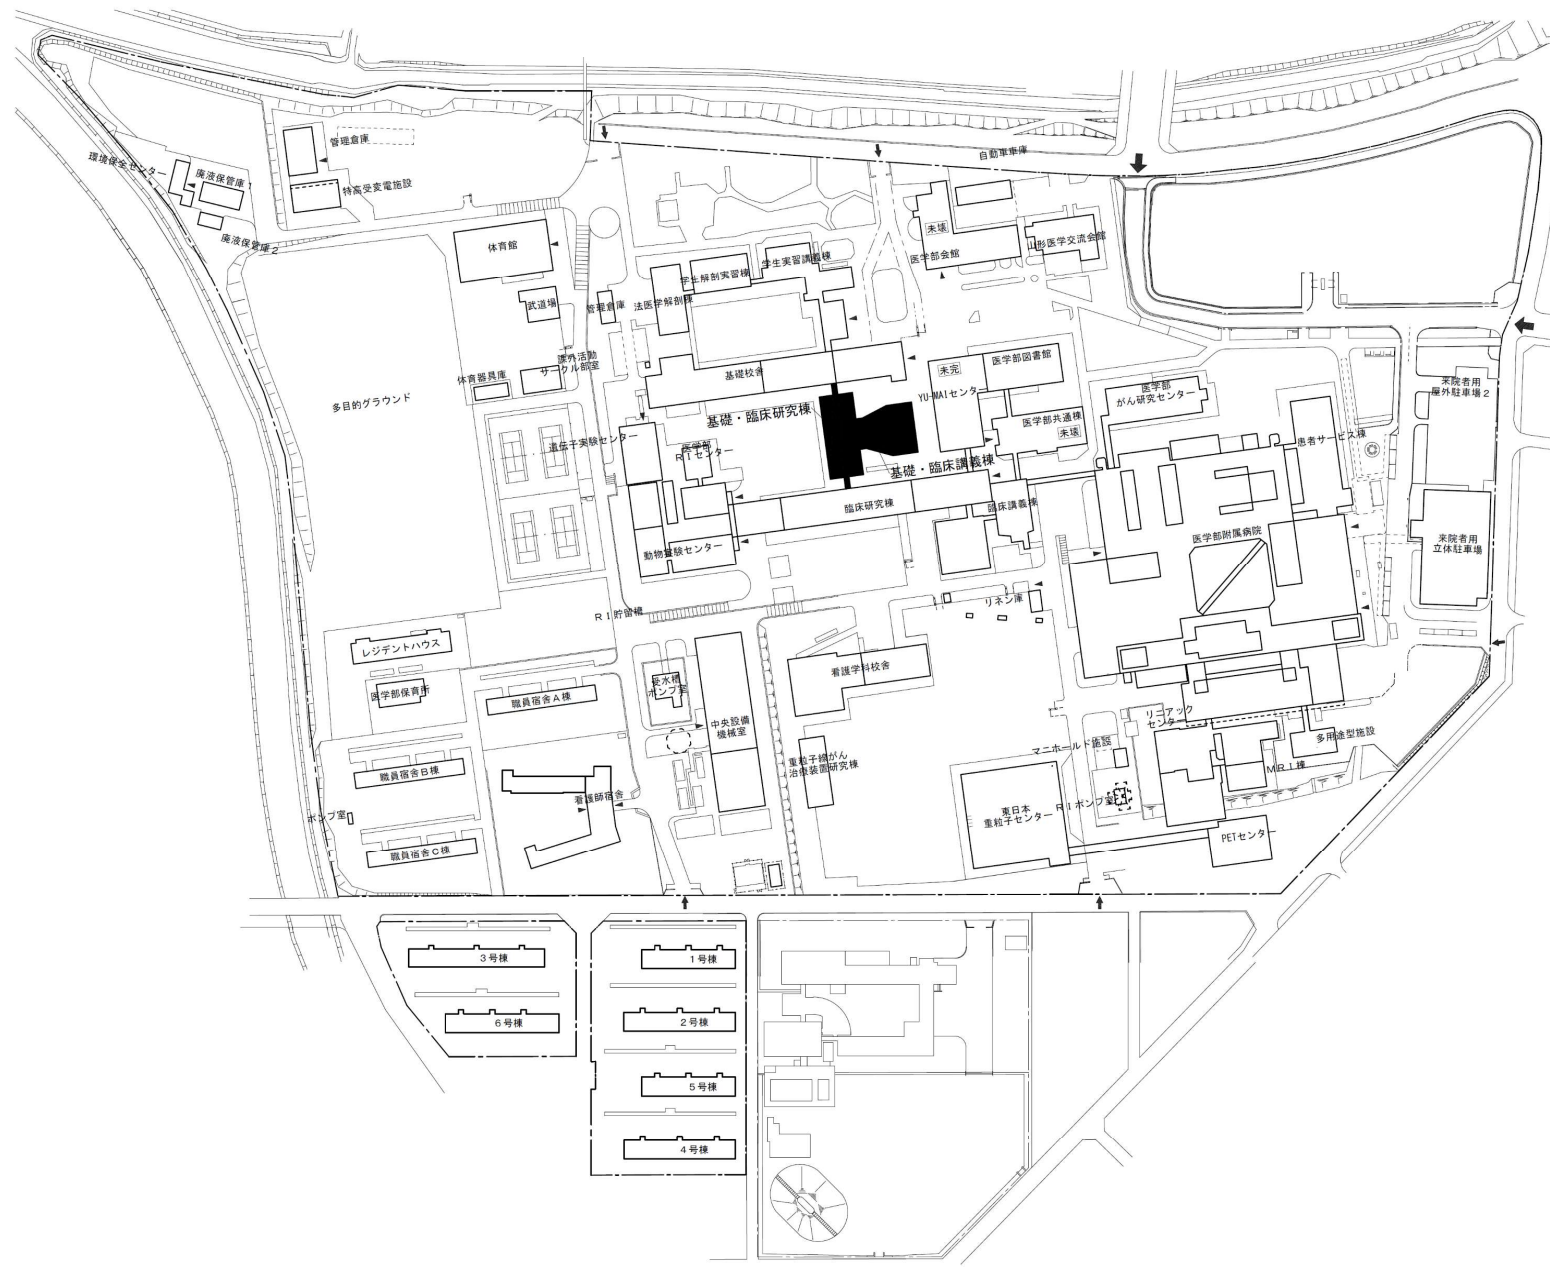 自動車車庫
管理倉庫
環境保全センター
廃液保管庫1
特高受変電施設
廃液保管庫2
未壊
医学部会館
山形医学交流会館
体育館
学生解剖実習棟
学生実習講義棟
武道場
管理倉庫
法医学解剖棟
課外活動
サークル部室
体育器具庫
基礎校舎
未完
医学部図書館
YU-MAIセンター
医学部
がん研究センター
来院者用
屋外駐車場2
多目的グラウンド
基礎・臨床研究棟
医学部共通棟
未壊
患者サービス棟
遺伝子実験センター
医学部
RIセンター
基礎・臨床講義棟
臨床研究棟
臨床講義棟
医学部附属病院
来院者用
立体駐車場
動物実験センター
RI貯留槽
リネン庫
レジデントハウス
医学部保育所
職員宿舎A棟
受水槽
ポンプ室
看護学科校舎
中央設備
機械室
リニアック
センター
多用途型施設
マニホールド施設
MRI棟
職員宿舎B棟
重粒子線がん
治療装置研究棟
看護師宿舎
ポンプ室
東日本
重粒子センター
RIポンプ室
PETセンター
職員宿舎C棟
3号棟
1号棟
6号棟
2号棟
5号棟
4号棟